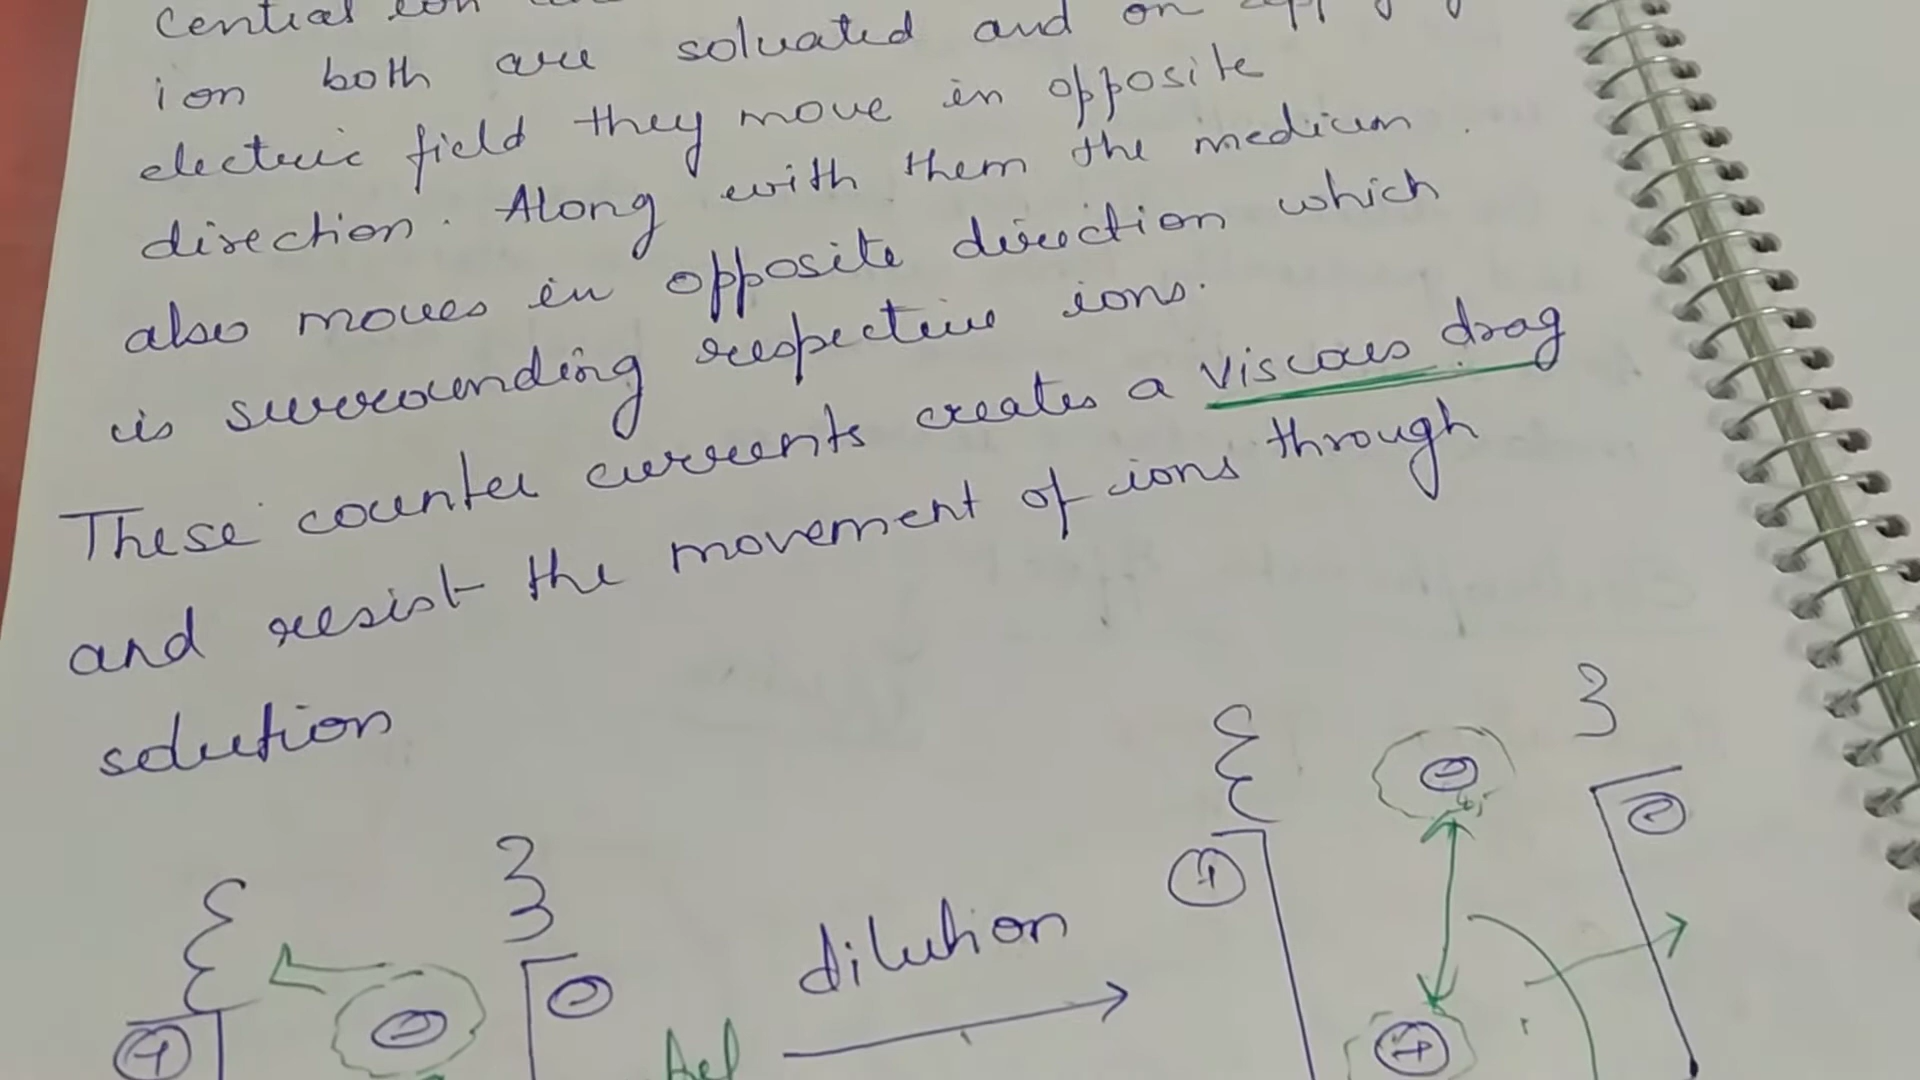 Central ion
ion both are solvated and on
electric field they move in opposite
direction. Along with them the medium
also moves in opposite direction which
is surrounding respective ions.
These counter currents creates a viscous drag
and resist the movement of ions through
solution
dilution